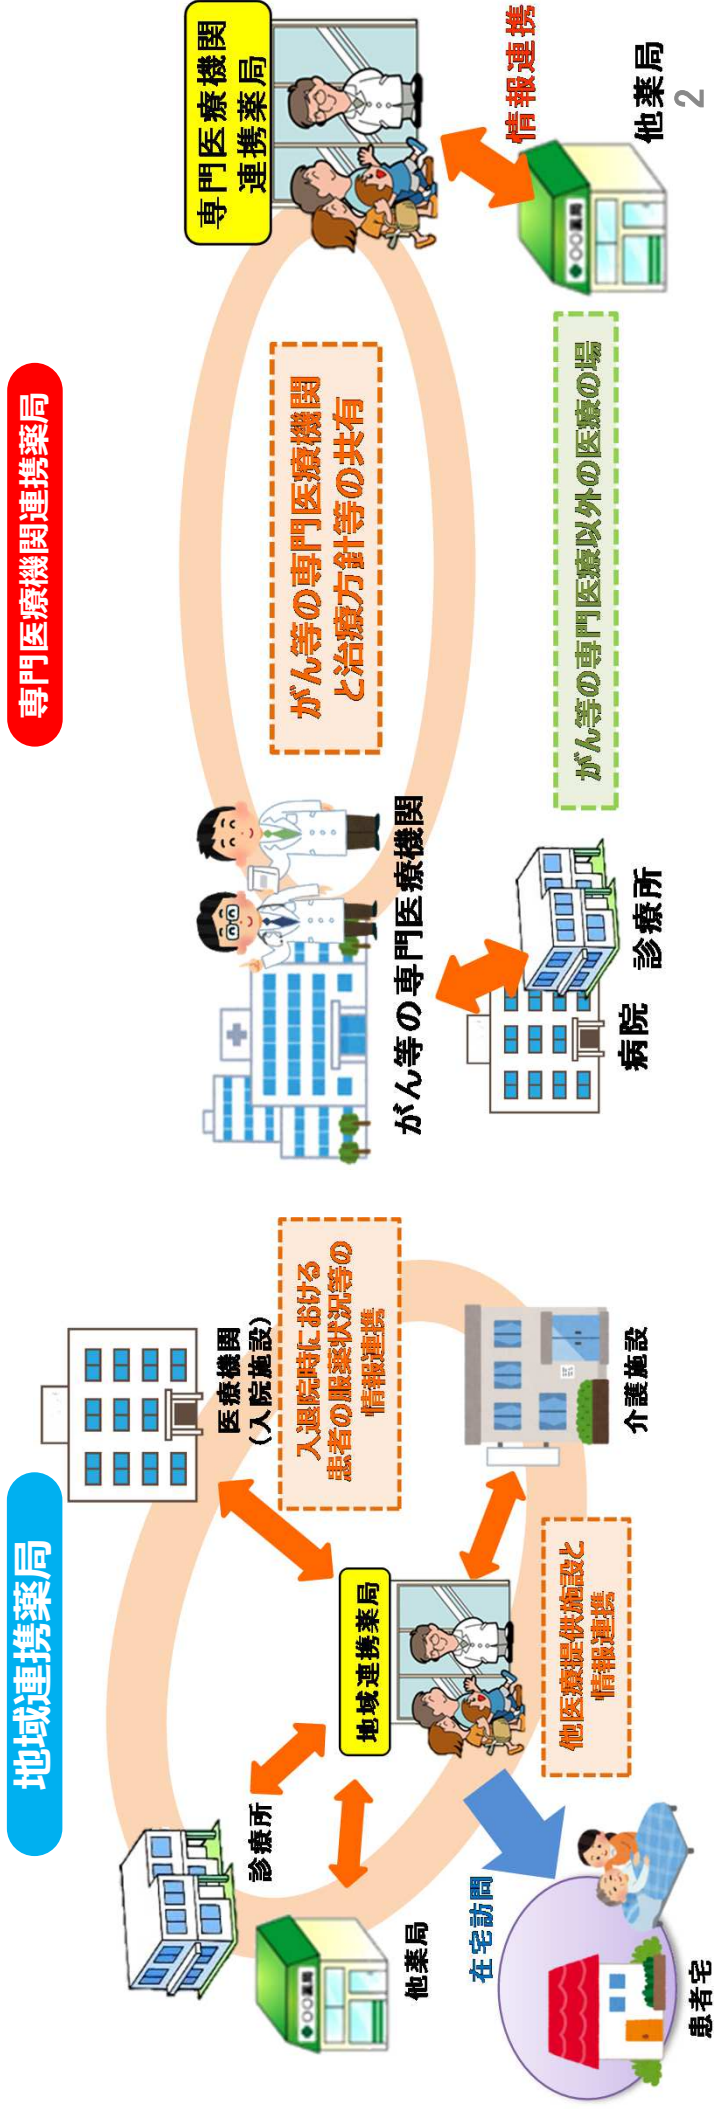 地域連携薬局
医療機関
（入院施設）
入退院時における
患者の服薬状況等の
情報連携
診療所
地域連携薬局
他薬局
○○薬局
介護施設
他医療提供施設と
情報連携
在宅訪問
患者宅
専門医療機関連携薬局
専門医療機関
連携薬局
がん等の専門医療機関
と治療方針等の共有
がん等の専門医療機関
情報連携
○○薬局
他薬局
病院
診療所
がん等の専門医療以外の医療の場
2